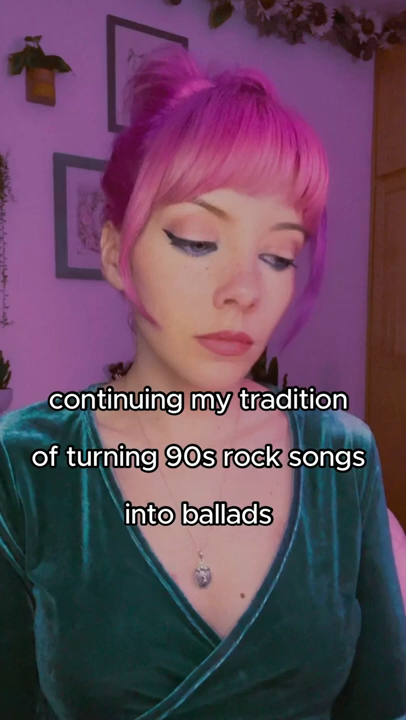 continuing my tradition
of turning 90s rock songs
into ballads